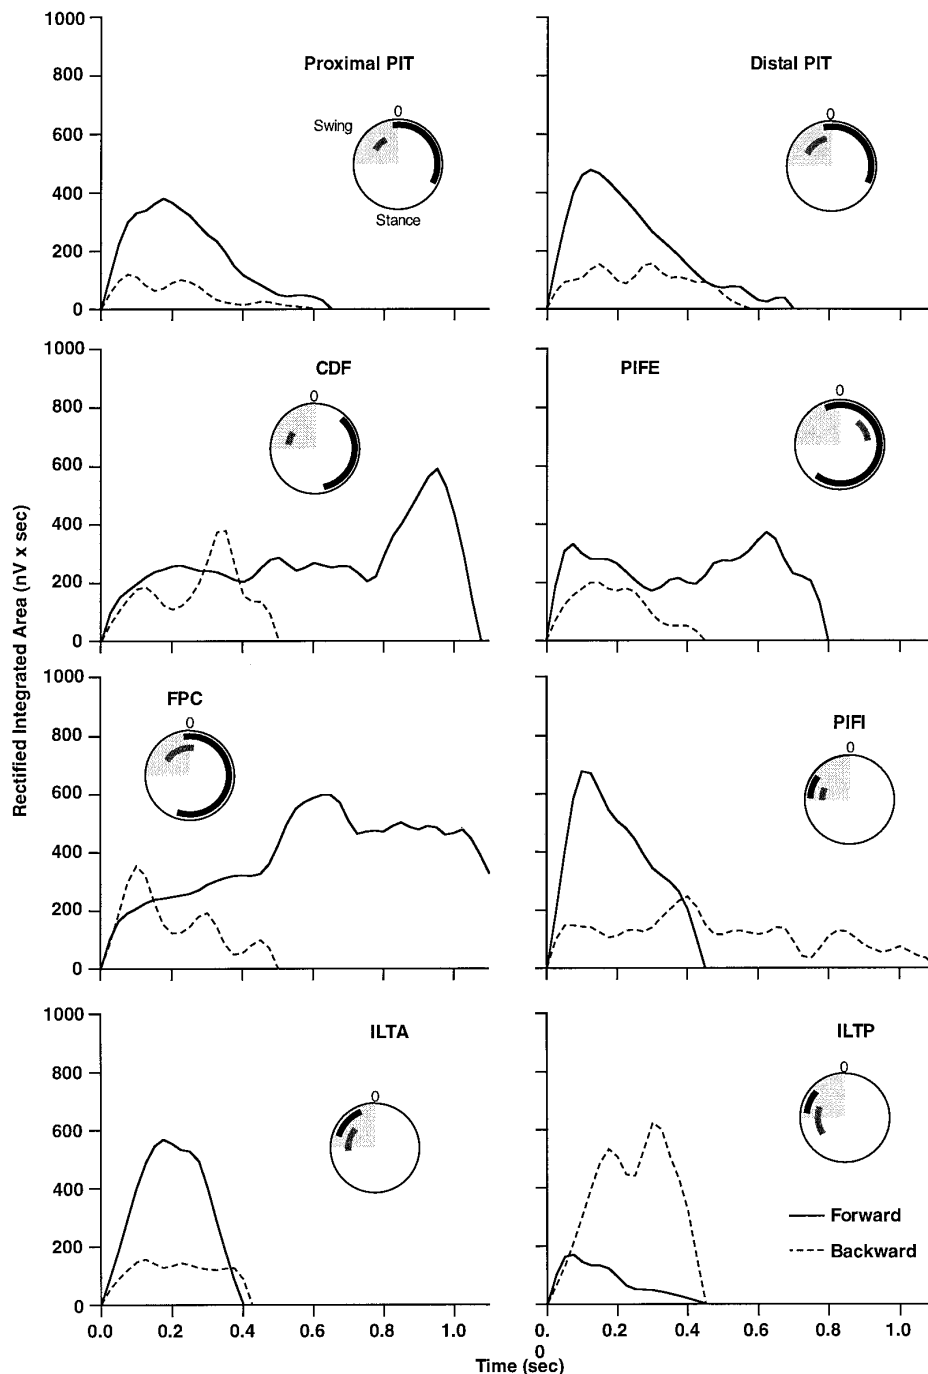 1000
800
600
400
200
0
Proximal PIT
0
Swing
Stance
Distal PIT
0
1000
800
600
400
200
0
CDF
0
PIFE
0
Rectified Integrated Area (nV x sec)
1000
800
600
400
200
0
FPC
0
PIFI
0
1000
800
600
400
200
0
ILTA
0
ILTP
0
Forward
Backward
0.0 0.2 0.4 0.6 0.8 1.0
0. 0.2 0.4 0.6 0.8 1.0
0
Time (sec)